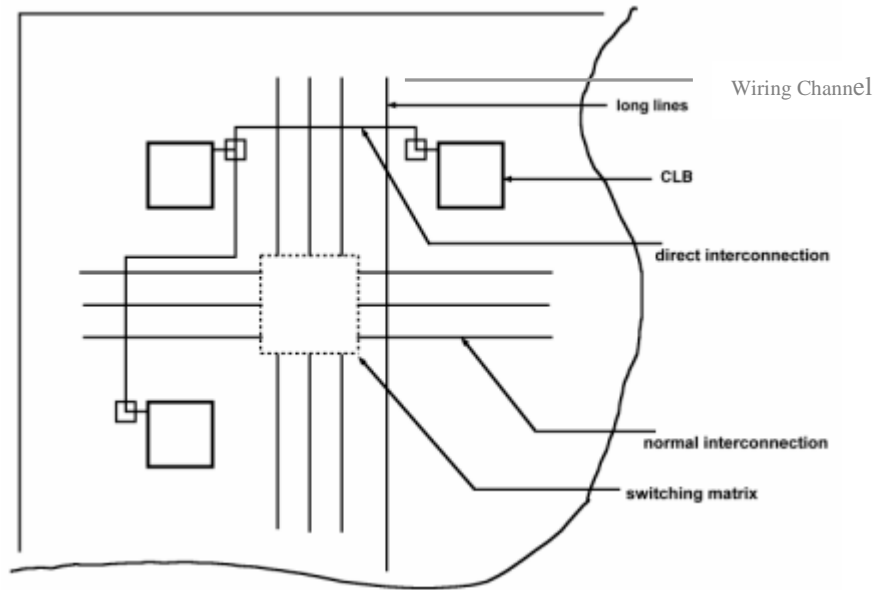 Wiring Channel
long lines
CLB
direct interconnection
normal interconnection
switching matrix